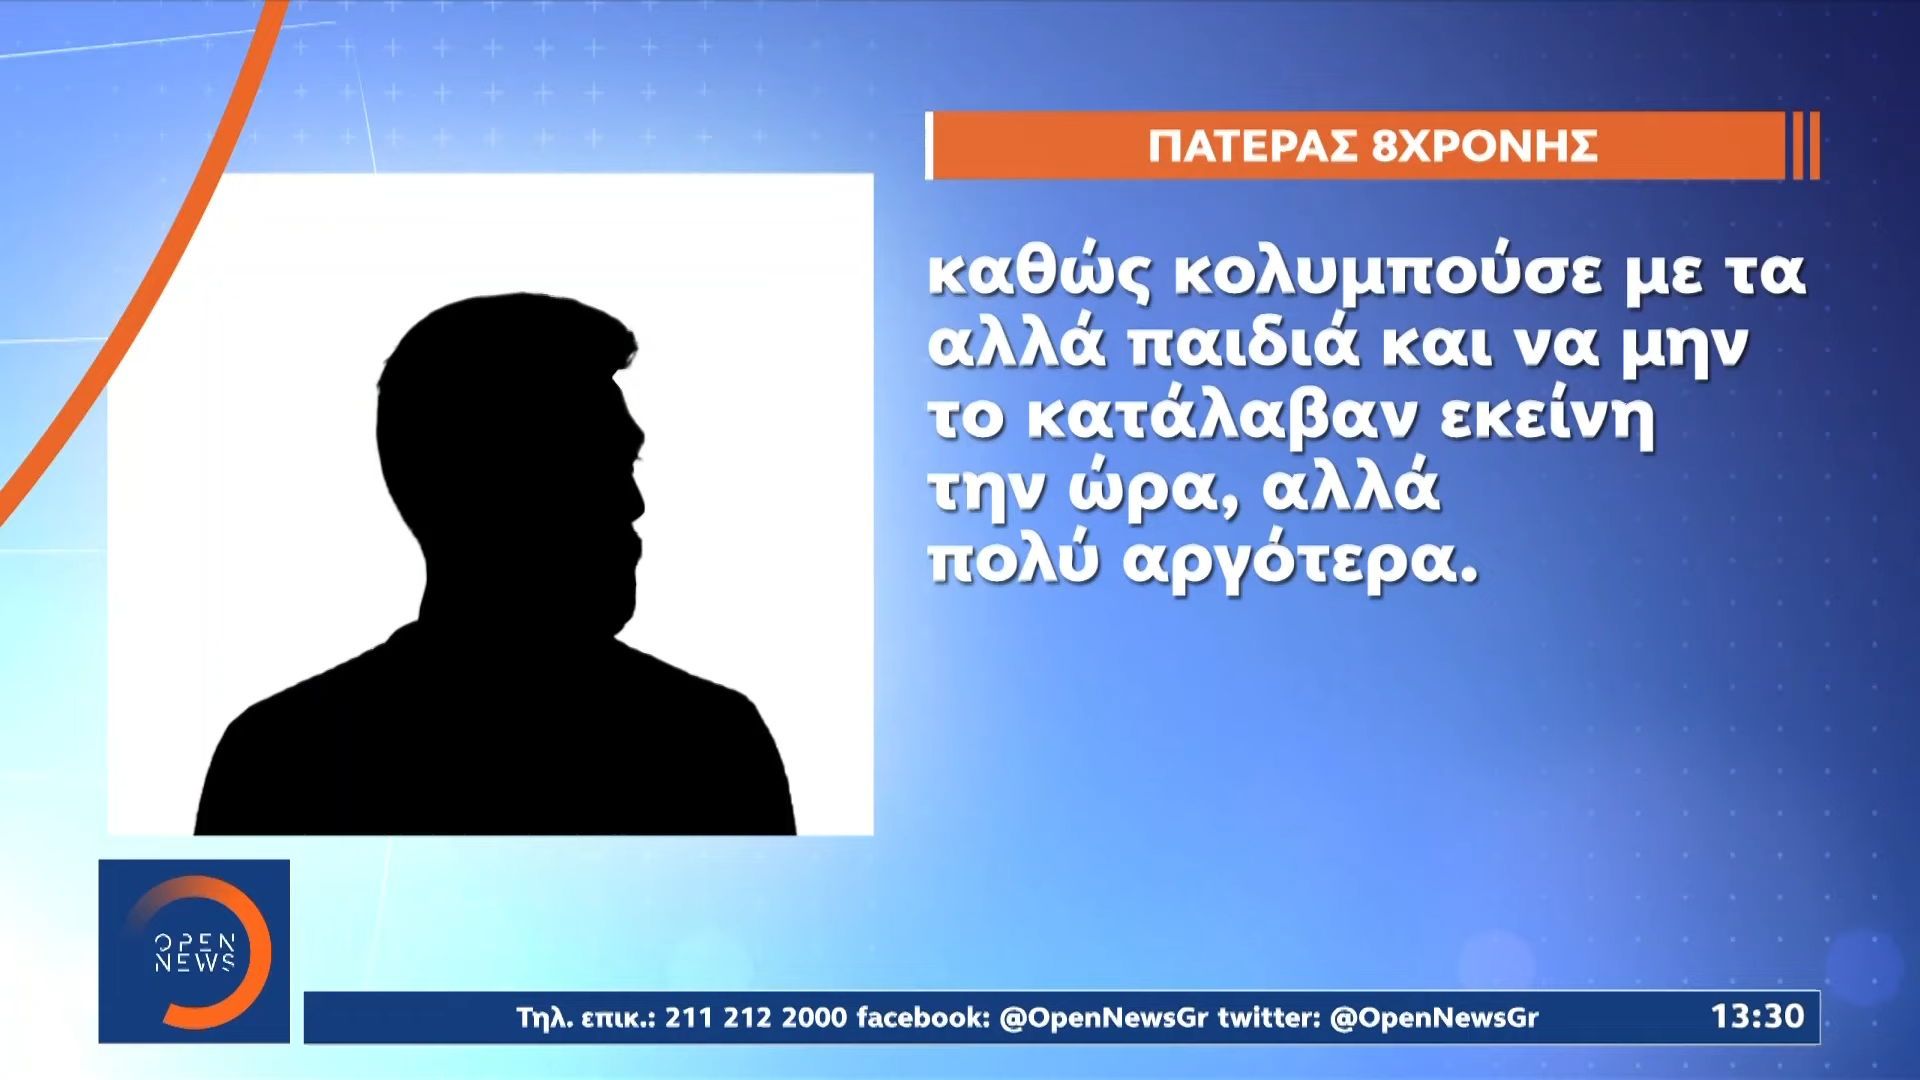 ΠΑΤΕΡΑΣ 8ΧΡΟΝΗΣ
καθώς κολυμπούσε με τα
αλλά παιδιά και να μην
το κατάλαβαν εκείνη
την ώρα, αλλά
πολύ αργότερα.
OPEN
NEWS
Τηλ. επικ.: 211 212 2000 facebook: @OpenNewsGr twitter: @OpenNewsGr
13:30